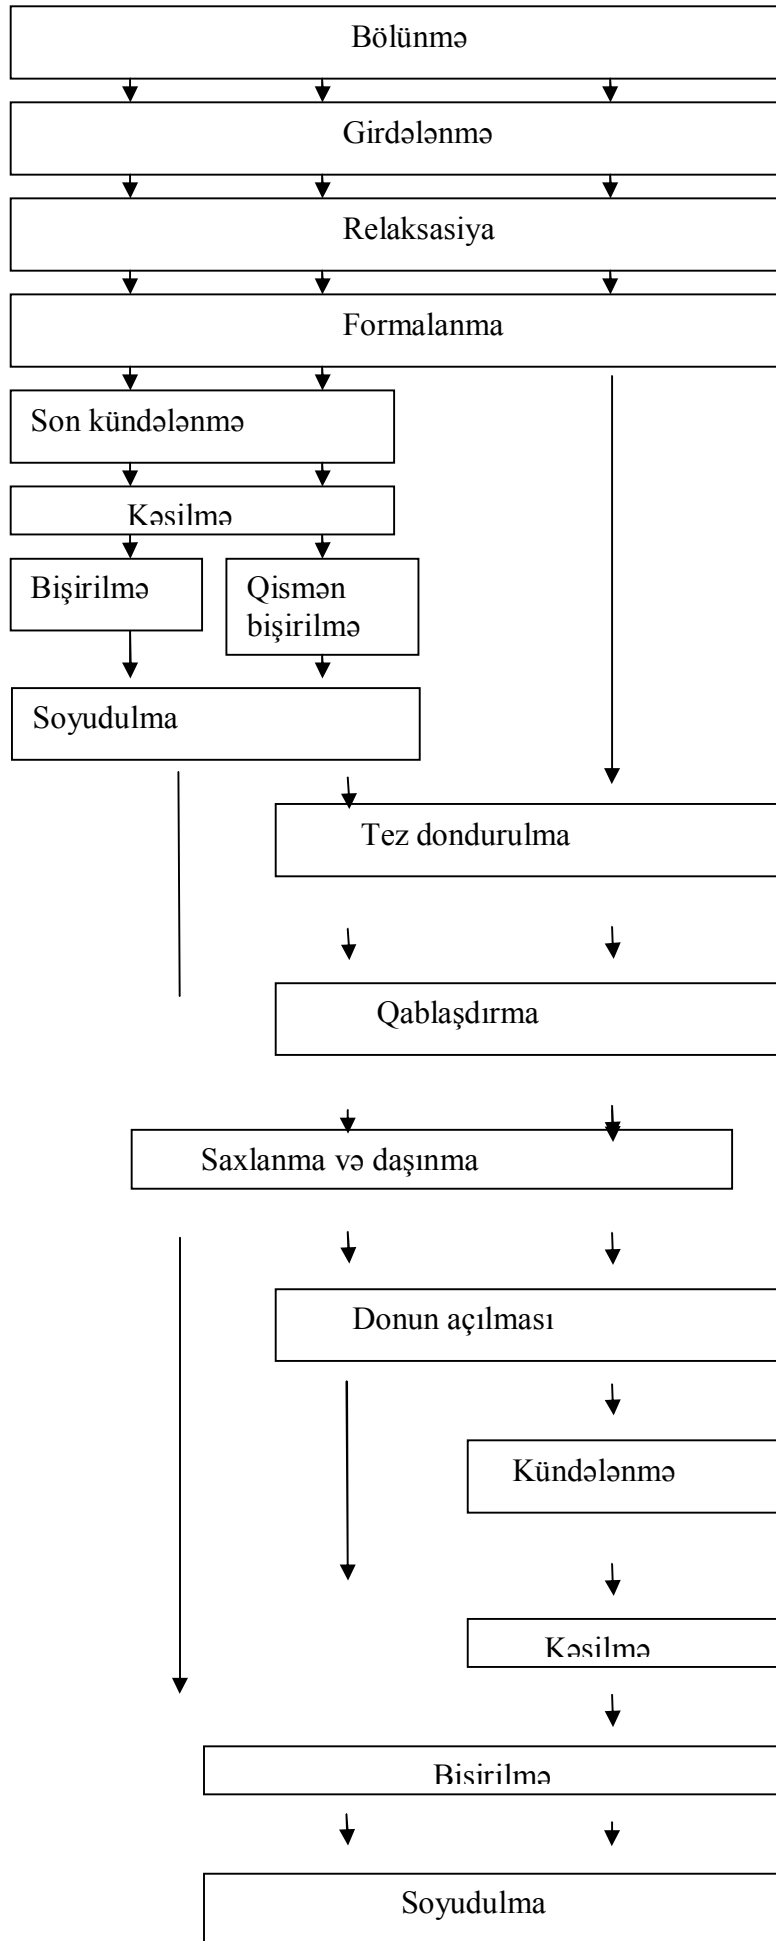 Bölünmə
Girdələnmə
Relaksasiya
Formalanma
Son kündələnmə
Kəsilmə
Bişirilmə
Qismən
bişirilmə
Soyudulma
Tez dondurulma
Qablaşdırma
Saxlanma və daşınma
Donun açılması
Kündələnmə
Kəsilmə
Bişirilmə
Soyudulma